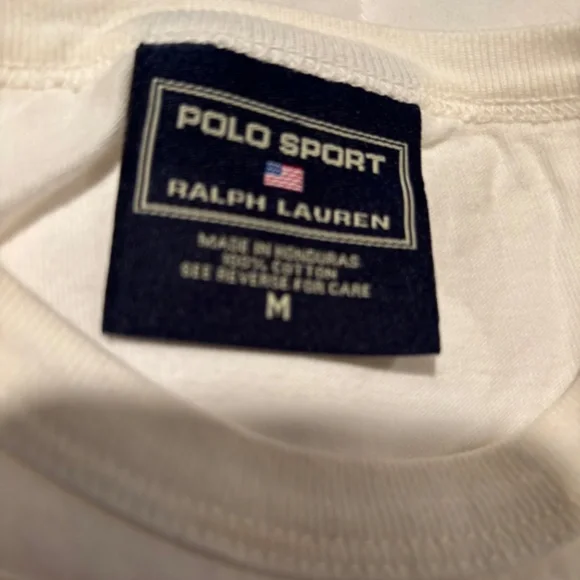 POLO SPORT
RALPH LAUREN
MADE IN HONDURAS
100% COTTON
SEE REVERSE FOR CARE
M